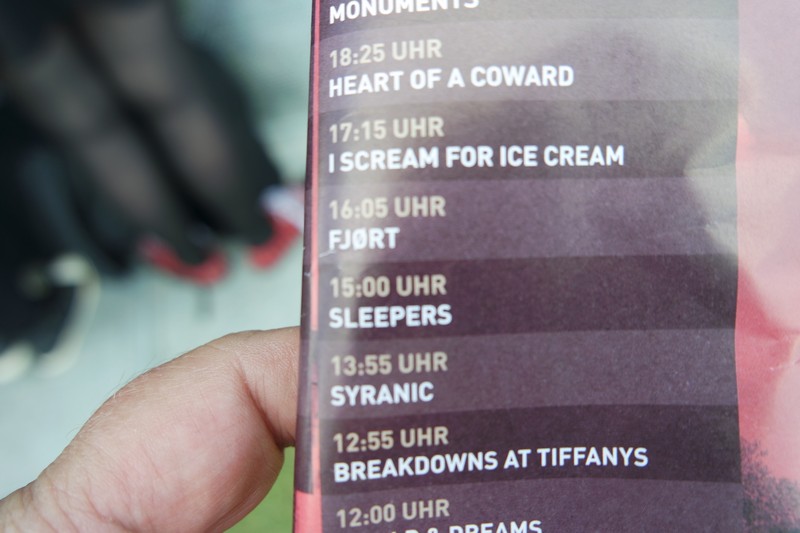 MONUMENTS
18:25 UHR
HEART OF A COWARD
17:15 UHR
I SCREAM FOR ICE CREAM
16:05 UHR
FJØRT
15:00 UHR
SLEEPERS
13:55 UHR
SYRANIC
12:55 UHR
BREAKDOWNS AT TIFFANYS
12:00 UHR
& DREAMS